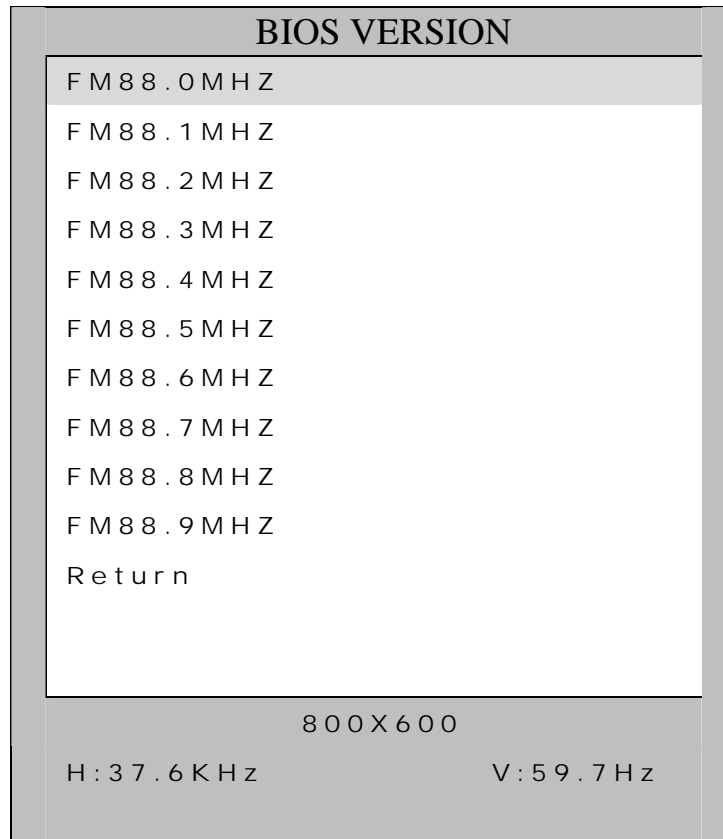 BIOS VERSION
FM88.0MHZ
FM88.1MHZ
FM88.2MHZ
FM88.3MHZ
FM88.4MHZ
FM88.5MHZ
FM88.6MHZ
FM88.7MHZ
FM88.8MHZ
FM88.9MHZ
Return
800X600
H:37.6KHz V:59.7Hz